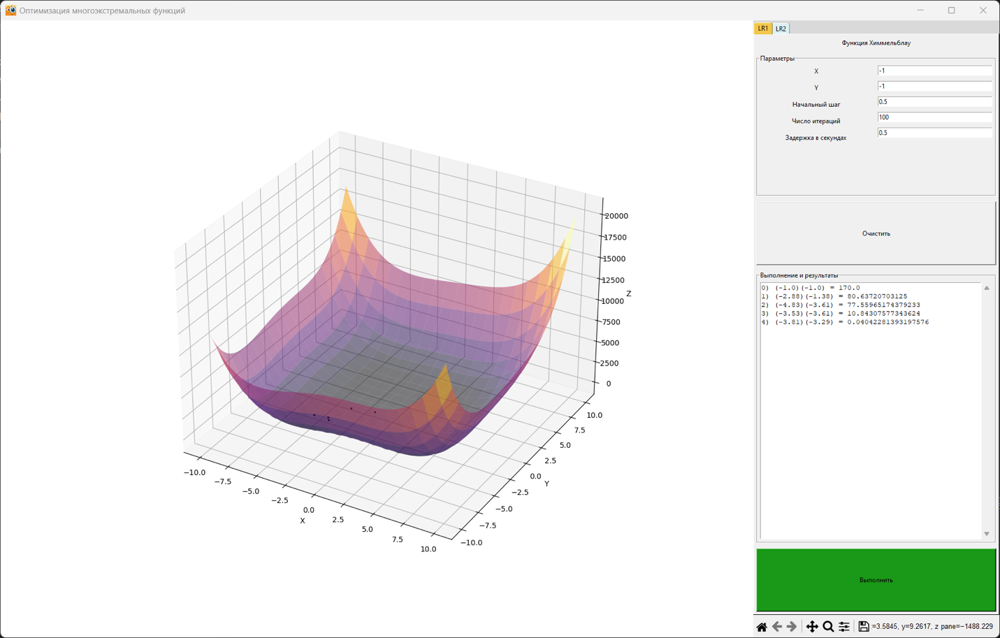 Оптимизация многоэкстремальных функций
LR1 LR2
Функция Химмельблау
Параметры
X -1
Y -1
Начальный шаг 0.5
Число итераций 100
Задержка в секундах 0.5
Очистить
Выполнение и результаты
0) (-1.0)(-1.0) = 170.0
1) (-2.88)(-1.38) = 80.63720703125
2) (-4.83)(-3.61) = 77.55965174379233
3) (-3.53)(-3.61) = 10.84307577343624
4) (-3.81)(-3.29) = 0.04042281393197576
Выполнить
=3.5845, y=9.2617, z pane=−1488.229
20000
17500
15000
12500
10000
Z
7500
5000
2500
0
10.0
7.5
5.0
2.5
0.0
Y
−2.5
−5.0
−7.5
−10.0
−10.0
−7.5
−5.0
−2.5
0.0
X
2.5
5.0
7.5
10.0